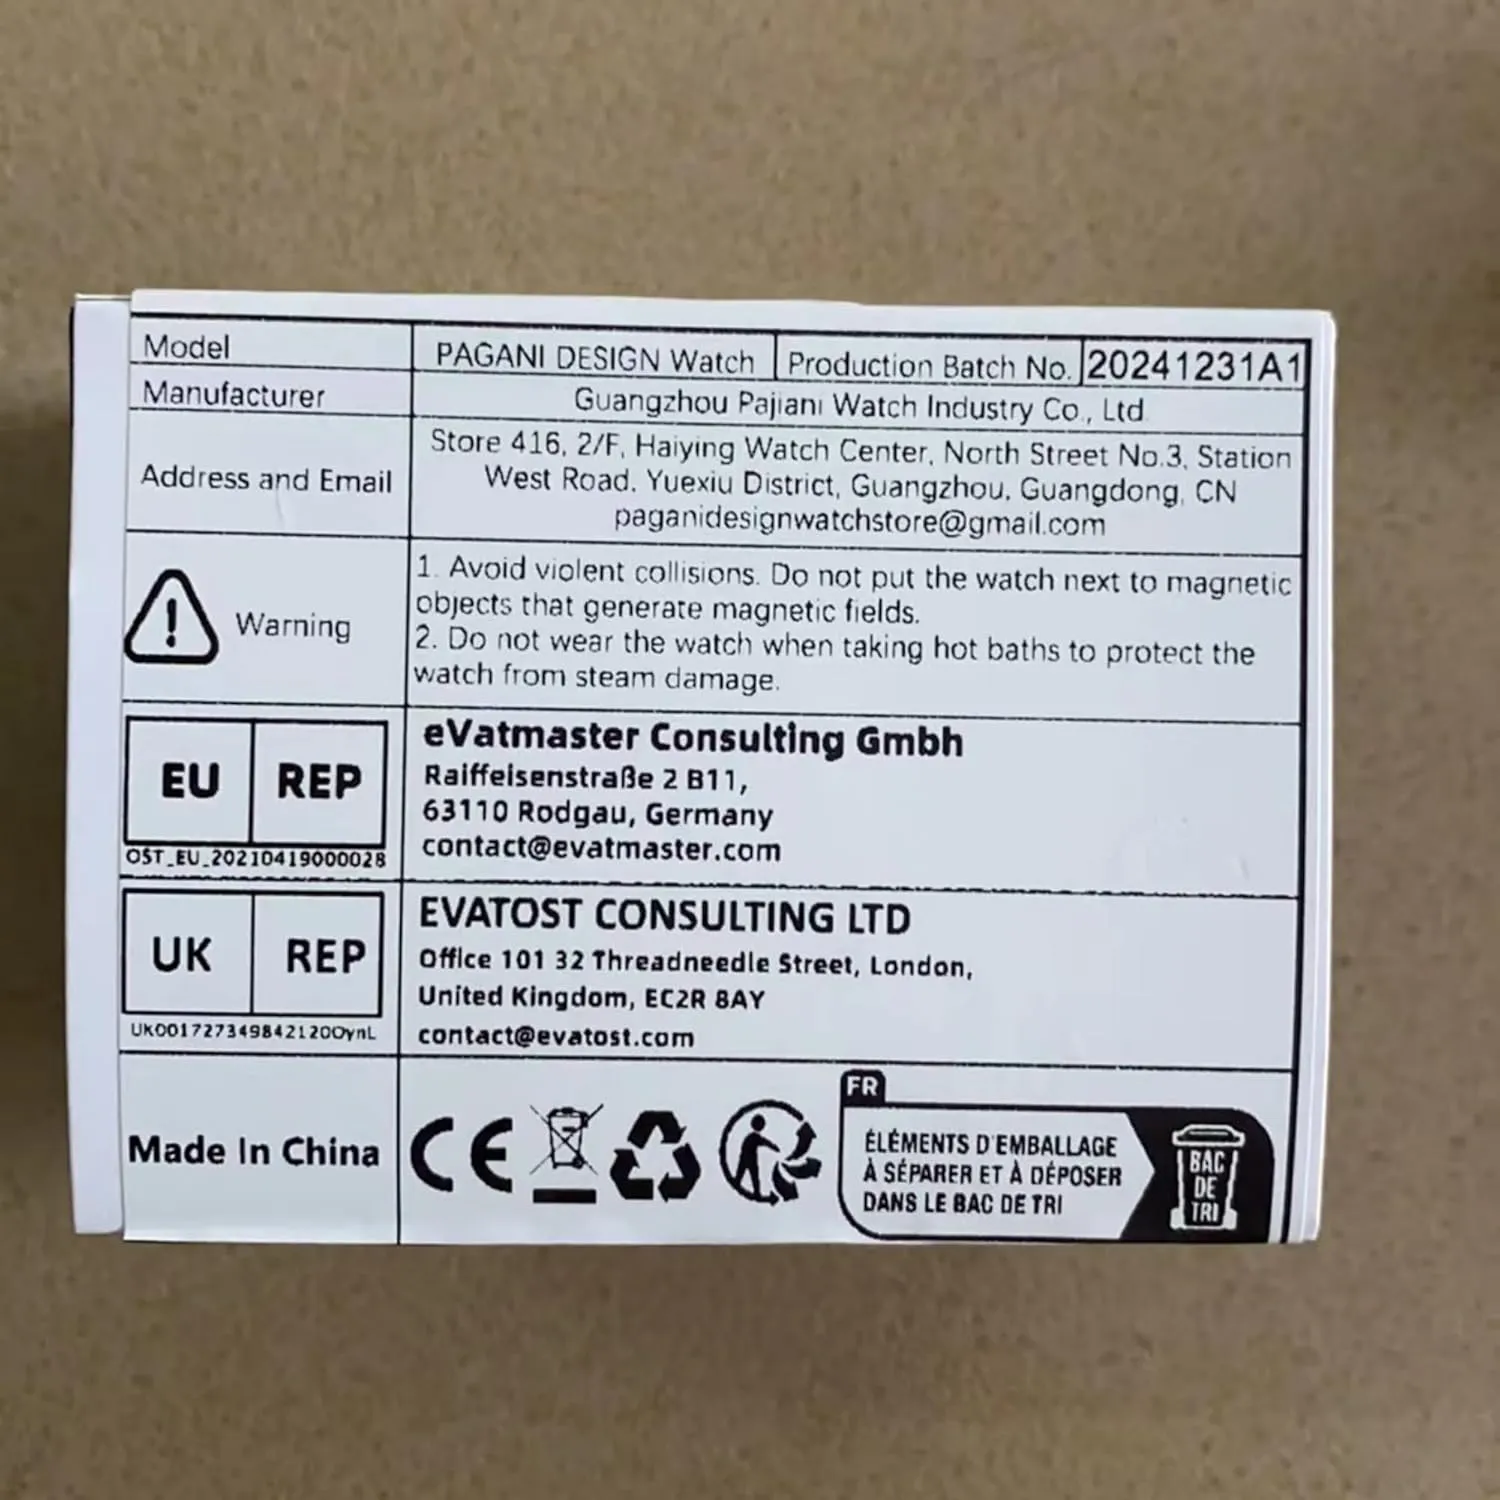 Model
PAGANI DESIGN Watch
Production Batch No.
20241231A1
Manufacturer
Guangzhou Pajiani Watch Industry Co., Ltd
Address and Email
Store 416, 2/F, Haiying Watch Center, North Street No.3, Station
West Road, Yuexiu District, Guangzhou, Guangdong, CN
paganidesignwatchstore@gmail.com
Warning
1. Avoid violent collisions. Do not put the watch next to magnetic
objects that generate magnetic fields.
2. Do not wear the watch when taking hot baths to protect the
watch from steam damage.
EU REP
OST_EU_20210419000028
eVatmaster Consulting Gmbh
Raiffeisenstraße 2 B11,
63110 Rodgau, Germany
contact@evatmaster.com
UK REP
UK00172734984212OOynL
EVATOST CONSULTING LTD
Office 101 32 Threadneedle Street, London,
United Kingdom, EC2R 8AY
contact@evatost.com
Made In China
CE
FR
ÉLÉMENTS D'EMBALLAGE
À SÉPARER ET À DÉPOSER
DANS LE BAC DE TRI
BAC
DE
TRI